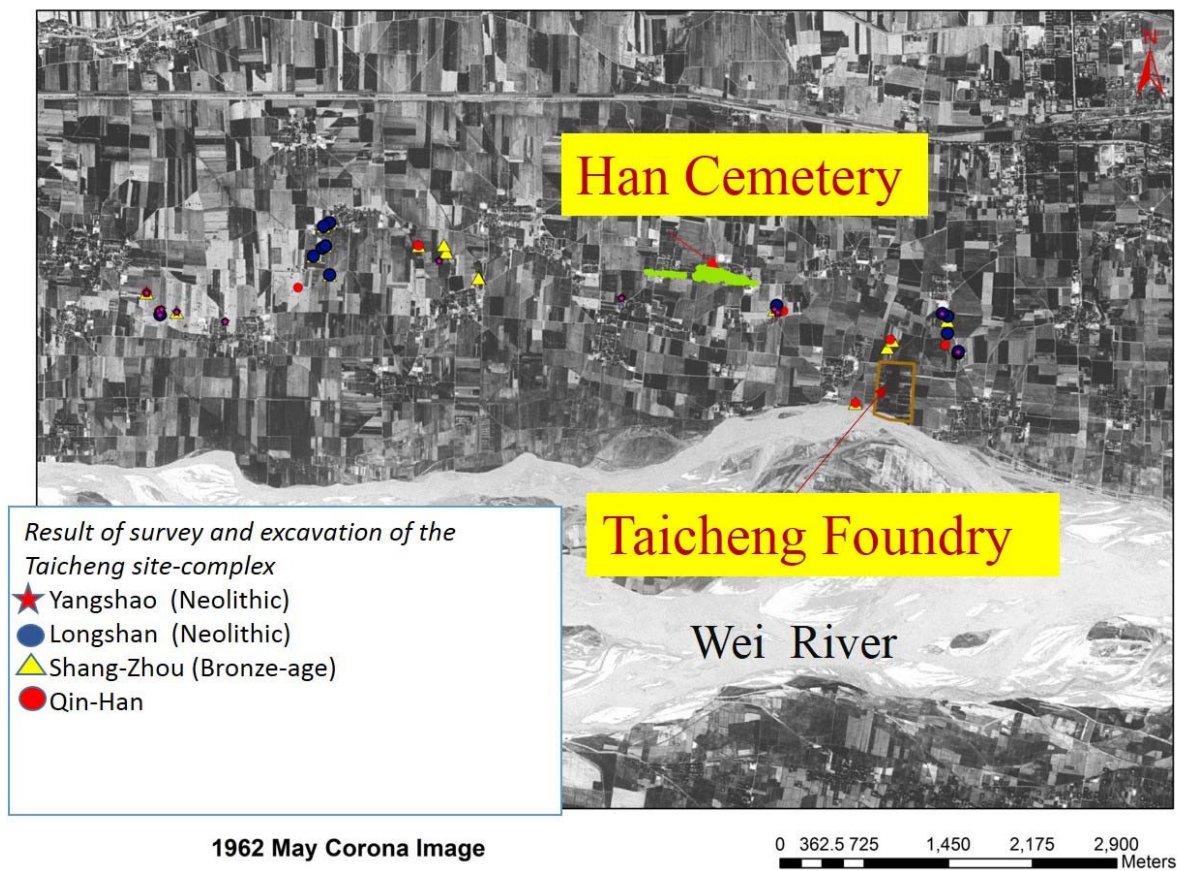 N
Han Cemetery
Taicheng Foundry
Wei River
Result of survey and excavation of the
Taicheng site-complex
Yangshao (Neolithic)
Longshan (Neolithic)
Shang-Zhou (Bronze-age)
Qin-Han
1962 May Corona Image
0 362.5 725 1,450 2,175 2,900
Meters